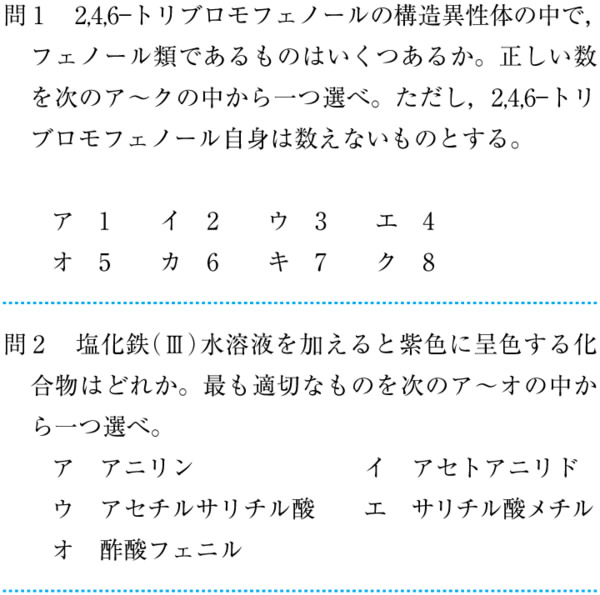 問1 2,4,6−トリブロモフェノールの構造異性体の中で,
フェノール類であるものはいくつあるか。正しい数
を次のア〜クの中から一つ選べ。ただし，2,4,6−トリ
ブロモフェノール自身は数えないものとする。
ア 1 イ 2 ウ 3 エ 4
オ 5 カ 6 キ 7 ク 8
問2 塩化鉄(Ⅲ)水溶液を加えると紫色に呈色する化
合物はどれか。最も適切なものを次のア〜オの中か
ら一つ選べ。
ア アニリン イ アセトアニリド
ウ アセチルサリチル酸 エ サリチル酸メチル
オ 酢酸フェニル